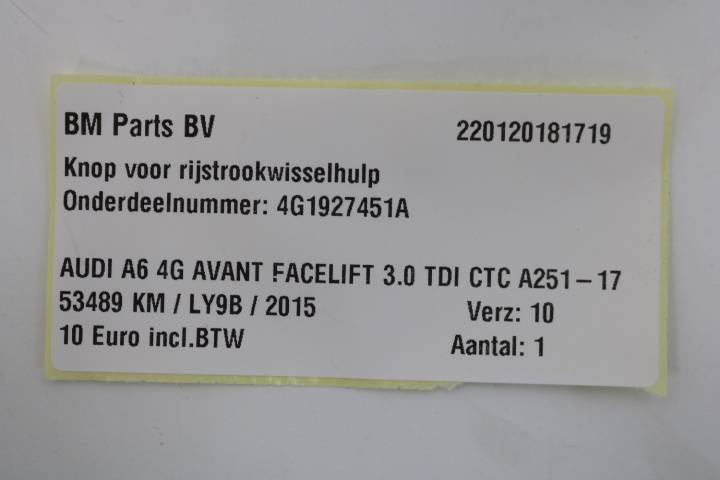 BM Parts BV 220120181719
Knop voor rijstrookwisselhulp
Onderdeelnummer: 4G1927451A
AUDI A6 4G AVANT FACELIFT 3.0 TDI CTC A251-17
53489 KM / LY9B / 2015 Verz: 10
10 Euro incl.BTW Aantal: 1